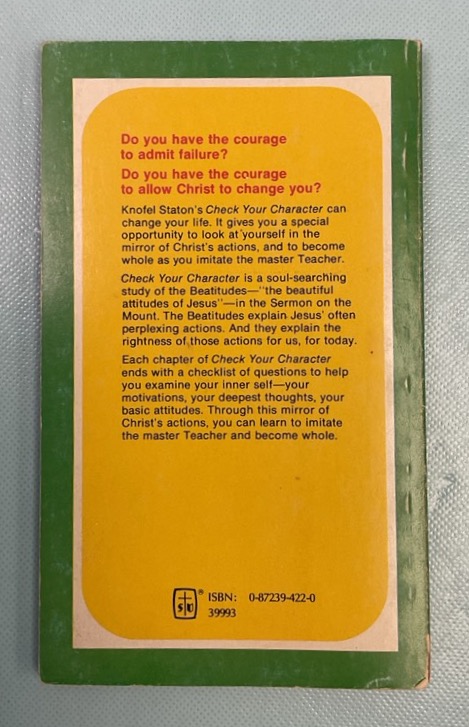 Do you have the courage
to admit failure?
Do you have the courage
to allow Christ to change you?
Knofel Staton's Check Your Character can
change your life. It gives you a special
opportunity to look at yourself in the
mirror of Christ's actions, and to become
whole as you imitate the master Teacher.
Check Your Character is a soul-searching
study of the Beatitudes—"the beautiful
attitudes of Jesus"—in the Sermon on the
Mount. The Beatitudes explain Jesus' often
perplexing actions. And they explain the
rightness of those actions for us, for today.
Each chapter of Check Your Character
ends with a checklist of questions to help
you examine your inner self—your
motivations, your deepest thoughts, your
basic attitudes. Through this mirror of
Christ's actions, you can learn to imitate
the master Teacher and become whole.
® ISBN: 0-87239-422-0
39993